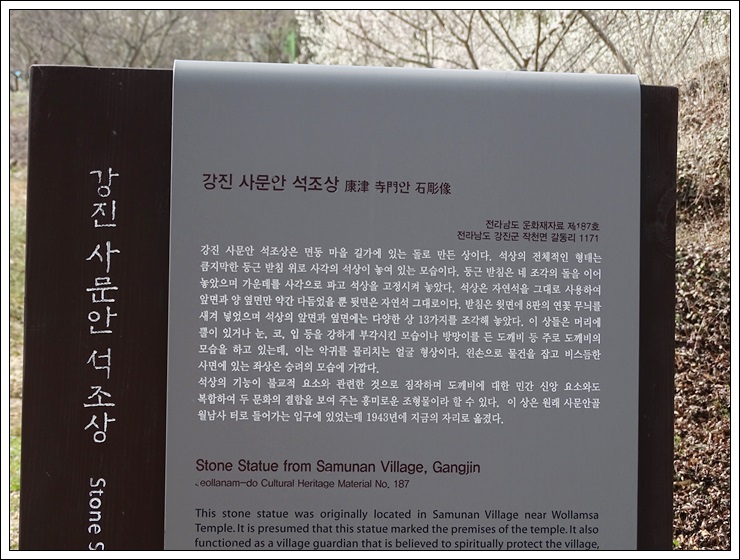 강진 사문안 석조상 Stone S
강진 사문안 석조상 康津 寺門안 石彫像
전라남도 문화재자료 제187호
전라남도 강진군 작천면 갈동리 1171
강진 사문안 석조상은 면동 마을 길가에 있는 돌로 만든 상이다. 석상의 전체적인 형태는
큼지막한 둥근 받침 위로 사각의 석상이 놓여 있는 모습이다. 둥근 받침은 네 조각의 돌을 이어
놓았으며 가운데를 사각으로 파고 석상을 고정시켜 놓았다. 석상은 자연석을 그대로 사용하여
앞면과 양 옆면만 약간 다듬었을 뿐 뒷면은 자연석 그대로이다. 받침은 윗면에 8판의 연꽃 무늬를
새겨 넣었으며 석상의 앞면과 옆면에는 다양한 상 13가지를 조각해 놓았다. 이 상들은 머리에
뿔이 있거나 눈, 코, 입 등을 강하게 부각시킨 모습이나 방망이를 든 도깨비 등 주로 도깨비의
모습을 하고 있는데, 이는 악귀를 물리치는 얼굴 형상이다. 왼손으로 물건을 잡고 비스듬한
사면에 있는 좌상은 승려의 모습에 가깝다.
석상의 기능이 불교적 요소와 관련한 것으로 짐작하며 도깨비에 대한 민간 신앙 요소와도
복합하여 두 문화의 결합을 보여 주는 흥미로운 조형물이라 할 수 있다. 이 상은 원래 사문안골
월남사 터로 들어가는 입구에 있었는데 1943년에 지금의 자리로 옮겼다.
Stone Statue from Samunan Village, Gangjin
Jeollanam-do Cultural Heritage Material No. 187
This stone statue was originally located in Samunan Village near Wollamsa
Temple. It is presumed that this statue marked the premises of the temple. It also
functioned as a village guardian that is believed to spiritually protect the village,